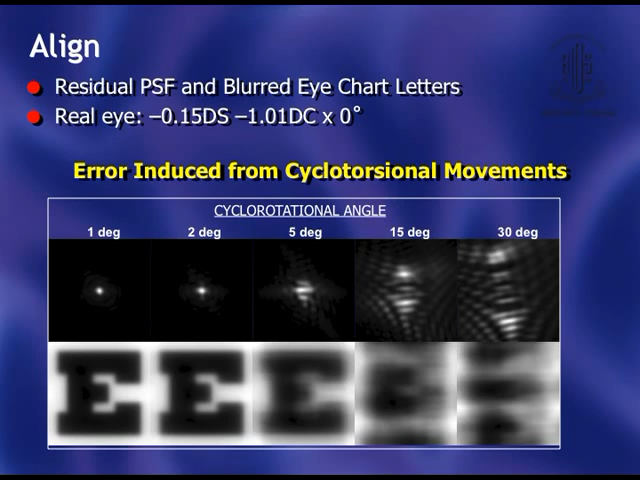 Align
Residual PSF and Blurred Eye Chart Letters
Real eye: –0.15DS –1.01DC x 0˚
Error Induced from Cyclotorsional Movements
CYCLOROTATIONAL ANGLE
1 deg 2 deg 5 deg 15 deg 30 deg
E E E E E